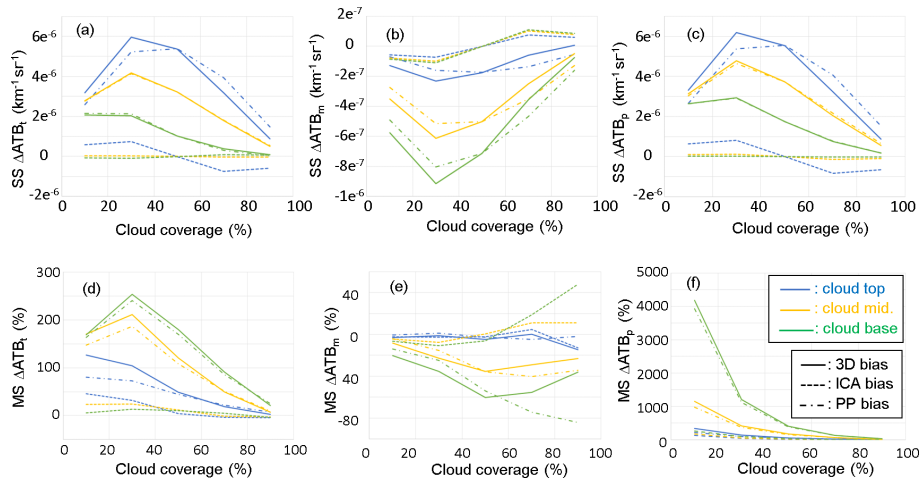 (a)
SS ΔATBt (km-1 sr-1)
6e-6
4e-6
2e-6
0
-2e-6
0 20 40 60 80 100
Cloud coverage (%)
(b)
SS ΔATBm (km-1 sr-1)
2e-7
0
-2e-7
-4e-7
-6e-7
-8e-7
-1e-6
0 20 40 60 80 100
Cloud coverage (%)
(c)
SS ΔATBp (km-1 sr-1)
6e-6
4e-6
2e-6
0
-2e-6
0 20 40 60 80 100
Cloud coverage (%)
(d)
MS ΔATBt (%)
300
200
100
0
0 20 40 60 80 100
Cloud coverage (%)
(e)
MS ΔATBm (%)
40
0
40
-80
0 20 40 60 80 100
Cloud coverage (%)
(f)
MS ΔATBp (%)
5000
4000
3000
2000
1000
0
0 20 40 60 80 100
Cloud coverage (%)
: cloud top
: cloud mid.
: cloud base
: 3D bias
: ICA bias
: PP bias